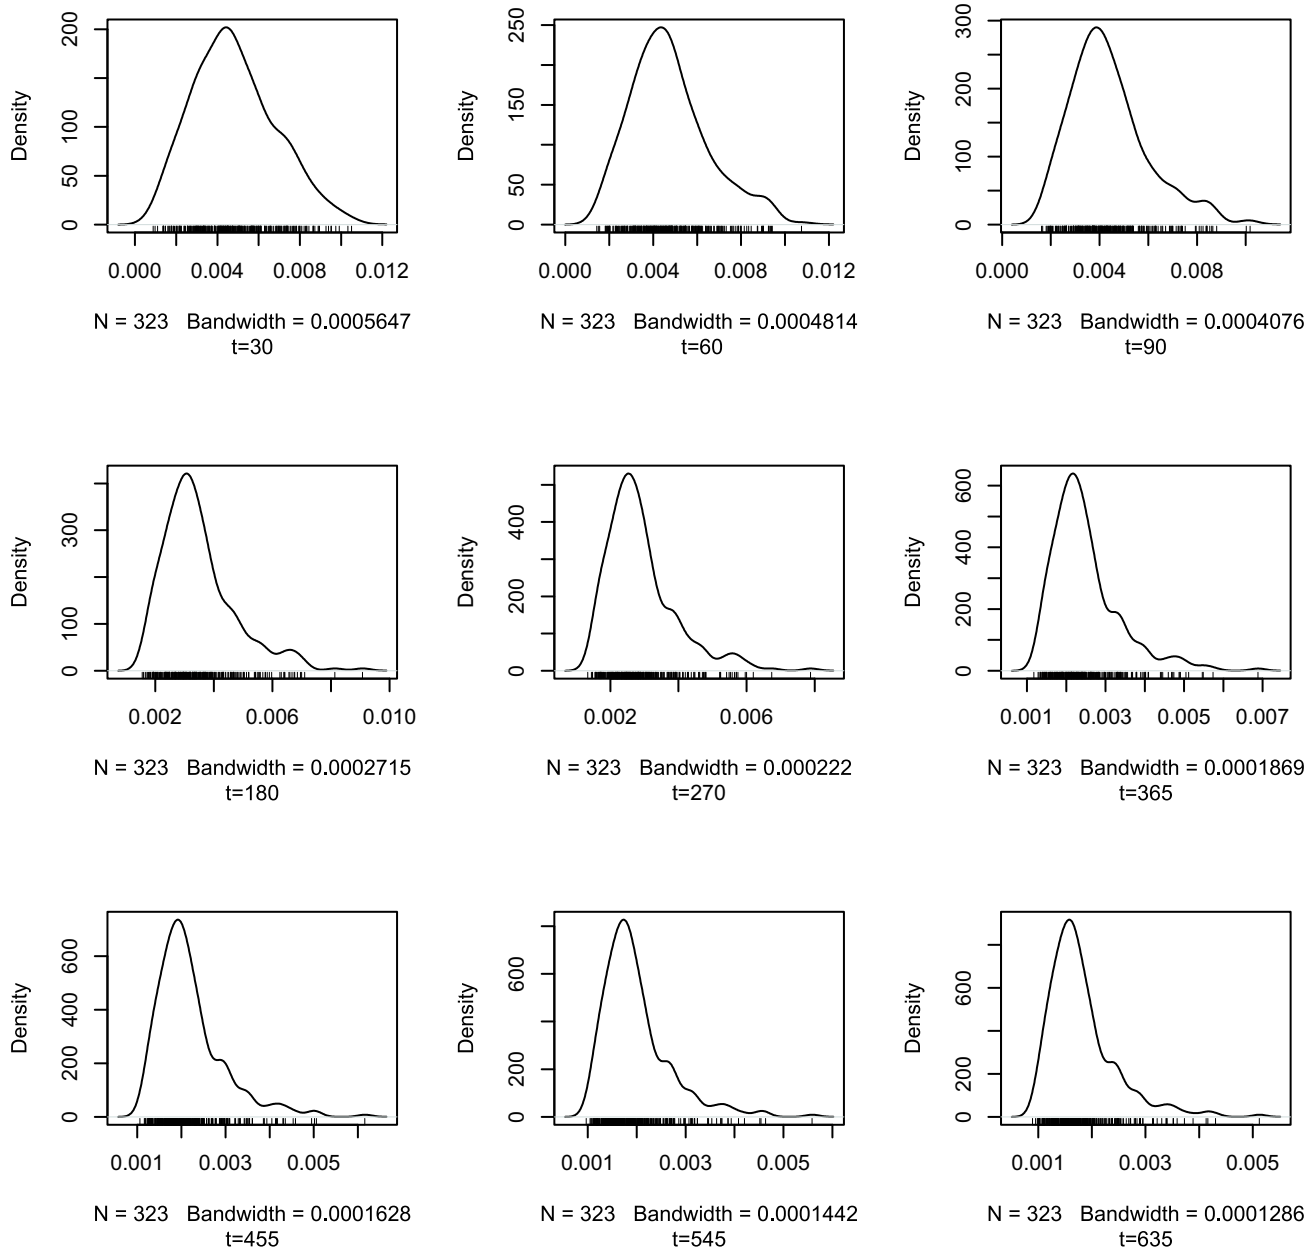 Density
200
100
50
0
0.000 0.004 0.008 0.012
N = 323 Bandwidth = 0.0005647
t=30
Density
250
150
50
0
0.000 0.004 0.008 0.012
N = 323 Bandwidth = 0.0004814
t=60
Density
300
200
100
0
0.000 0.004 0.008
N = 323 Bandwidth = 0.0004076
t=90
Density
300
100
0
0.002 0.006 0.010
N = 323 Bandwidth = 0.0002715
t=180
Density
400
200
0
0.002 0.006
N = 323 Bandwidth = 0.000222
t=270
Density
600
400
200
0
0.001 0.003 0.005 0.007
N = 323 Bandwidth = 0.0001869
t=365
Density
600
400
200
0
0.001 0.003 0.005
N = 323 Bandwidth = 0.0001628
t=455
Density
600
200
0
0.001 0.003 0.005
N = 323 Bandwidth = 0.0001442
t=545
Density
600
200
0
0.001 0.003 0.005
N = 323 Bandwidth = 0.0001286
t=635